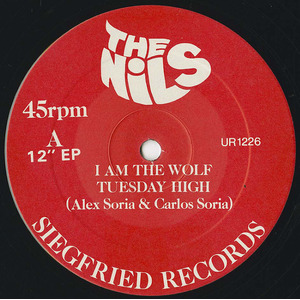 THE
NILS
45rpm
A
12" EP
UR1226
I AM THE WOLF
TUESDAY HIGH
(Alex Soria & Carlos Soria)
SIEGFRIED RECORDS